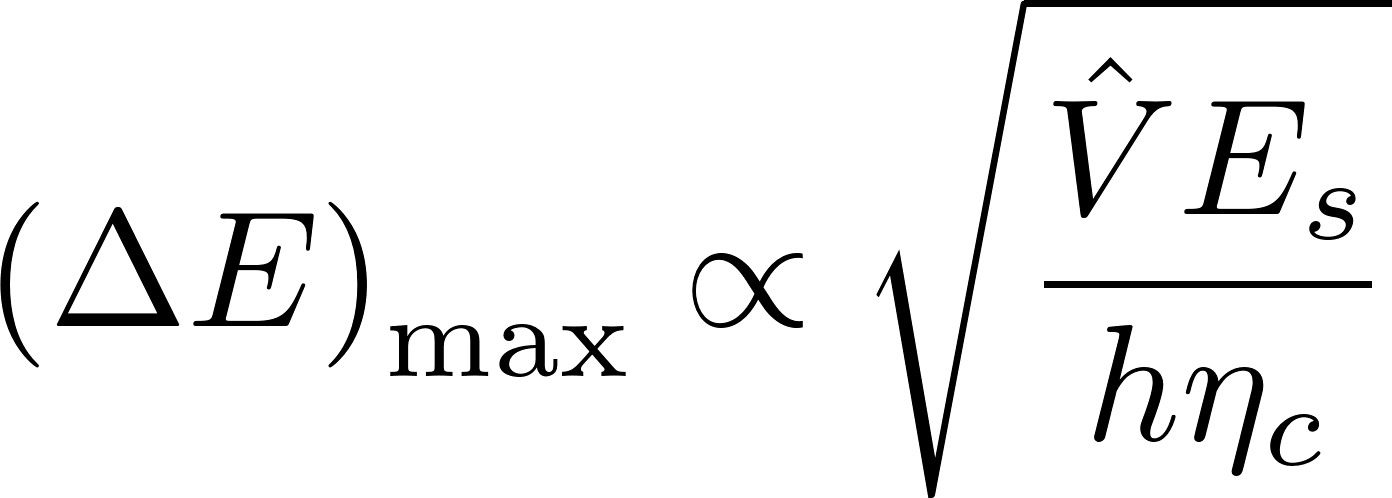 (ΔE)_max ∝ √(V̂E_s / hη_c)